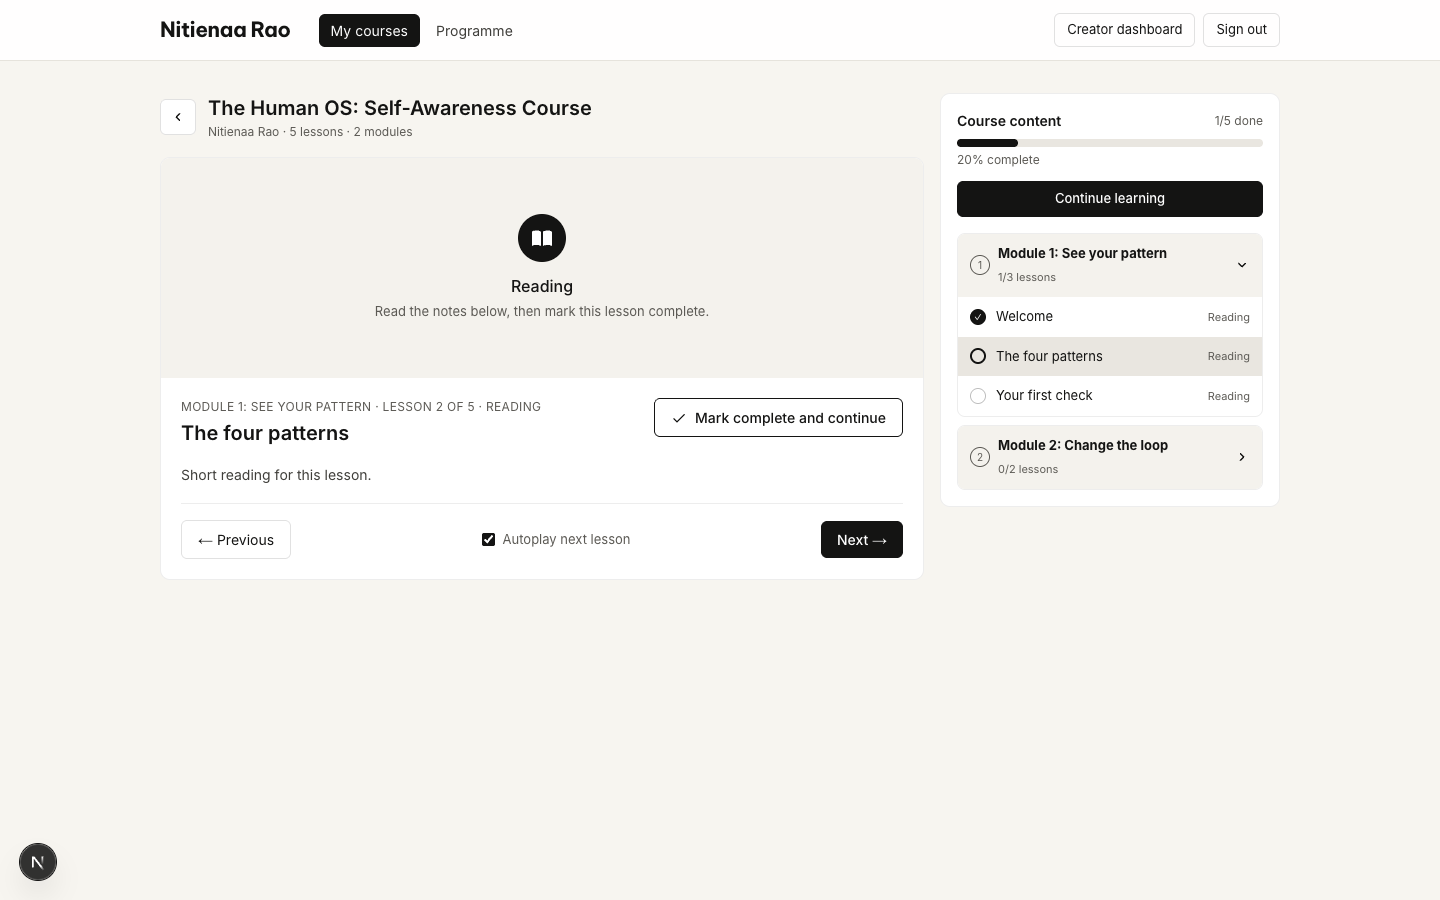 Nitienaa Rao
My courses
Programme
Creator dashboard
Sign out
The Human OS: Self-Awareness Course
Nitienaa Rao · 5 lessons · 2 modules
Reading
Read the notes below, then mark this lesson complete.
MODULE 1: SEE YOUR PATTERN · LESSON 2 OF 5 · READING
The four patterns
Mark complete and continue
Short reading for this lesson.
← Previous
Autoplay next lesson
Next →
Course content
1/5 done
20% complete
Continue learning
1
Module 1: See your pattern
1/3 lessons
Welcome
Reading
The four patterns
Reading
Your first check
Reading
2
Module 2: Change the loop
0/2 lessons
N